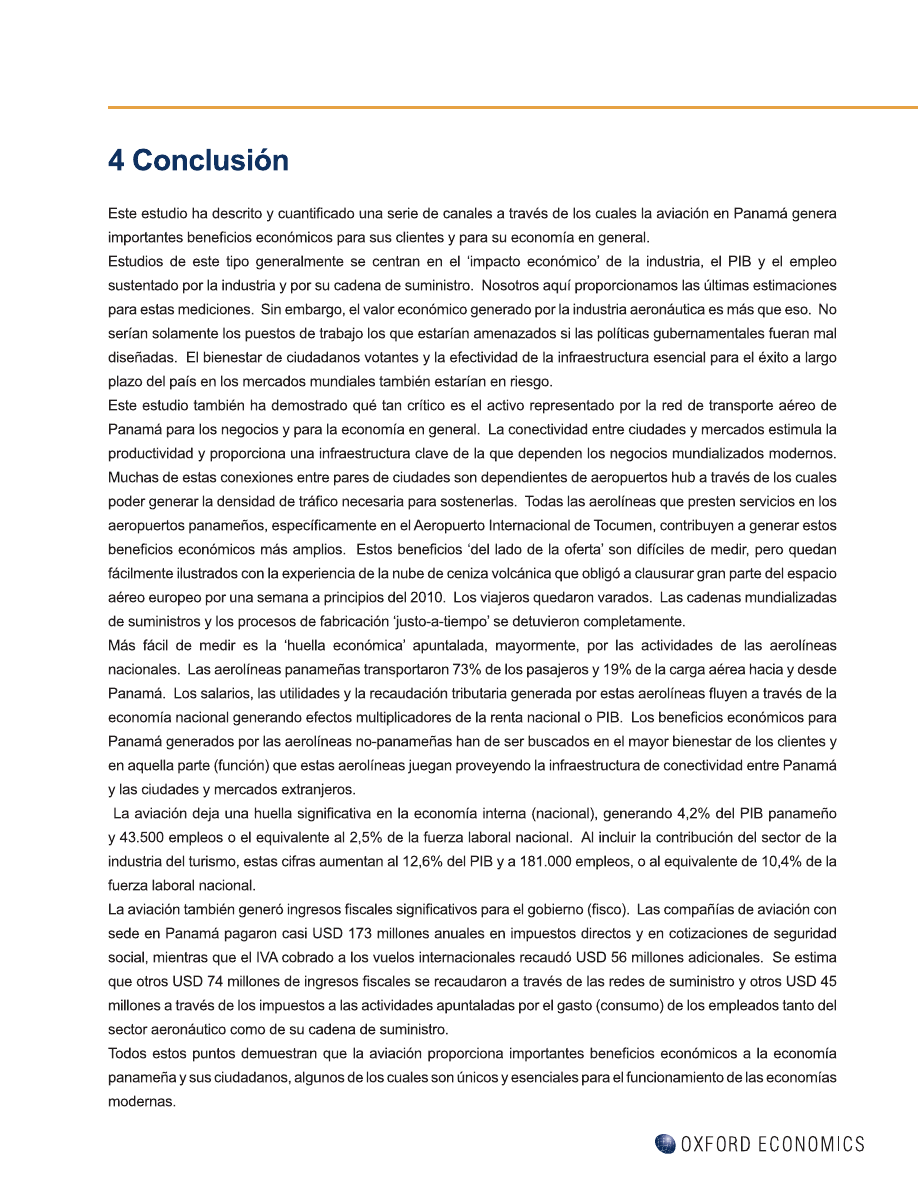 4 Conclusión
Este estudio ha descrito y cuantificado una serie de canales a través de los cuales la aviación en Panamá genera
importantes beneficios económicos para sus clientes y para su economía en general.
Estudios de este tipo generalmente se centran en el ‘impacto económico’ de la industria, el PIB y el empleo
sustentado por la industria y por su cadena de suministro.  Nosotros aquí proporcionamos las últimas estimaciones
para estas mediciones.  Sin embargo, el valor económico generado por la industria aeronáutica es más que eso.  No
serían solamente los puestos de trabajo los que estarían amenazados si las políticas gubernamentales fueran mal
diseñadas.  El bienestar de ciudadanos votantes y la efectividad de la infraestructura esencial para el éxito a largo
plazo del país en los mercados mundiales también estarían en riesgo.
Este estudio también ha demostrado qué tan crítico es el activo representado por la red de transporte aéreo de
Panamá para los negocios y para la economía en general.  La conectividad entre ciudades y mercados estimula la
productividad y proporciona una infraestructura clave de la que dependen los negocios mundializados modernos.
Muchas de estas conexiones entre pares de ciudades son dependientes de aeropuertos hub a través de los cuales
poder generar la densidad de tráfico necesaria para sostenerlas.  Todas las aerolíneas que presten servicios en los
aeropuertos panameños, específicamente en el Aeropuerto Internacional de Tocumen, contribuyen a generar estos
beneficios económicos más amplios.  Estos beneficios ‘del lado de la oferta’ son difíciles de medir, pero quedan
fácilmente ilustrados con la experiencia de la nube de ceniza volcánica que obligó a clausurar gran parte del espacio
aéreo europeo por una semana a principios del 2010.  Los viajeros quedaron varados.  Las cadenas mundializadas
de suministros y los procesos de fabricación ‘justo-a-tiempo’ se detuvieron completamente.
Más fácil de medir es la ‘huella económica’ apuntalada, mayormente, por las actividades de las aerolíneas
nacionales.  Las aerolíneas panameñas transportaron 73% de los pasajeros y 19% de la carga aérea hacia y desde
Panamá.  Los salarios, las utilidades y la recaudación tributaria generada por estas aerolíneas fluyen a través de la
economía nacional generando efectos multiplicadores de la renta nacional o PIB.  Los beneficios económicos para
Panamá generados por las aerolíneas no-panameñas han de ser buscados en el mayor bienestar de los clientes y
en aquella parte (función) que estas aerolíneas juegan proveyendo la infraestructura de conectividad entre Panamá
y las ciudades y mercados extranjeros.
La aviación deja una huella significativa en la economía interna (nacional), generando 4,2% del PIB panameño
y 43.500 empleos o el equivalente al 2,5% de la fuerza laboral nacional.  Al incluir la contribución del sector de la
industria del turismo, estas cifras aumentan al 12,6% del PIB y a 181.000 empleos, o al equivalente de 10,4% de la
fuerza laboral nacional.
La aviación también generó ingresos fiscales significativos para el gobierno (fisco).  Las compañías de aviación con
sede en Panamá pagaron casi USD 173 millones anuales en impuestos directos y en cotizaciones de seguridad
social, mientras que el IVA cobrado a los vuelos internacionales recaudó USD 56 millones adicionales.  Se estima
que otros USD 74 millones de ingresos fiscales se recaudaron a través de las redes de suministro y otros USD 45
millones a través de los impuestos a las actividades apuntaladas por el gasto (consumo) de los empleados tanto del
sector aeronáutico como de su cadena de suministro.
Todos estos puntos demuestran que la aviación proporciona importantes beneficios económicos a la economía
panameña y sus ciudadanos, algunos de los cuales son únicos y esenciales para el funcionamiento de las economías
modernas.
OXFORD ECONOMICS